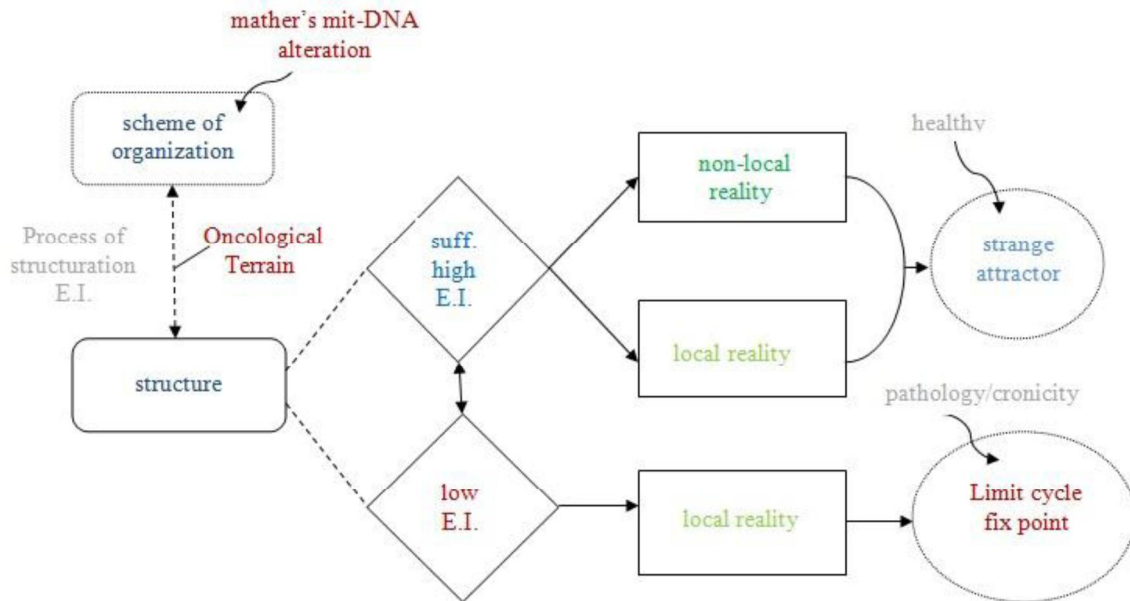 mather's mit-DNA
alteration
scheme of
organization
Process of
structuration
E.I.
Oncological
Terrain
structure
suff.
high
E.I.
low
E.I.
non-local
reality
local reality
local reality
healthy
strange
attractor
pathology/cronicity
Limit cycle
fix point